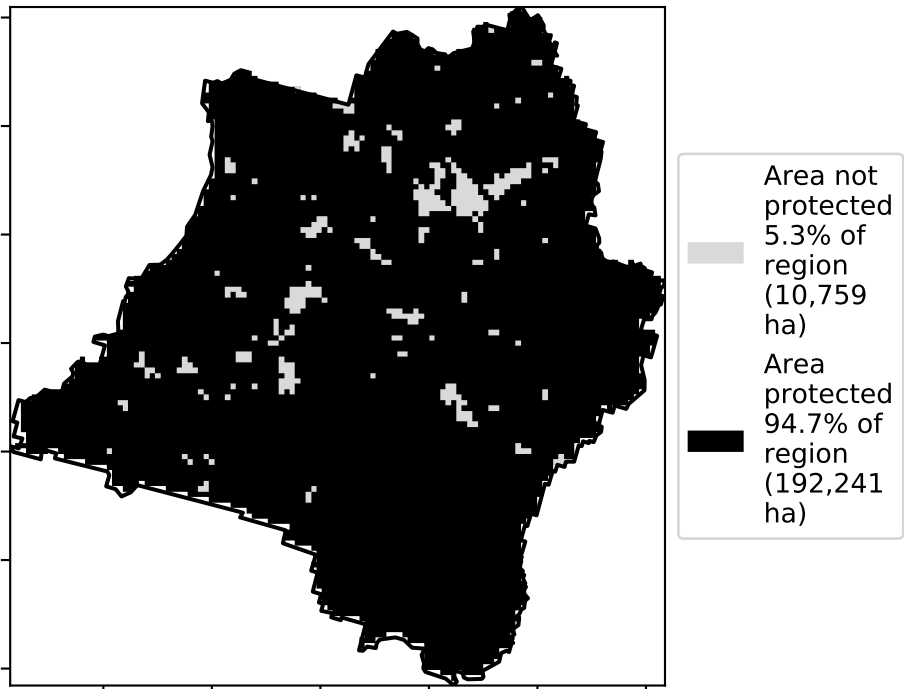 Area not
protected
5.3% of
region
(10,759
ha)
Area
protected
94.7% of
region
(192,241
ha)